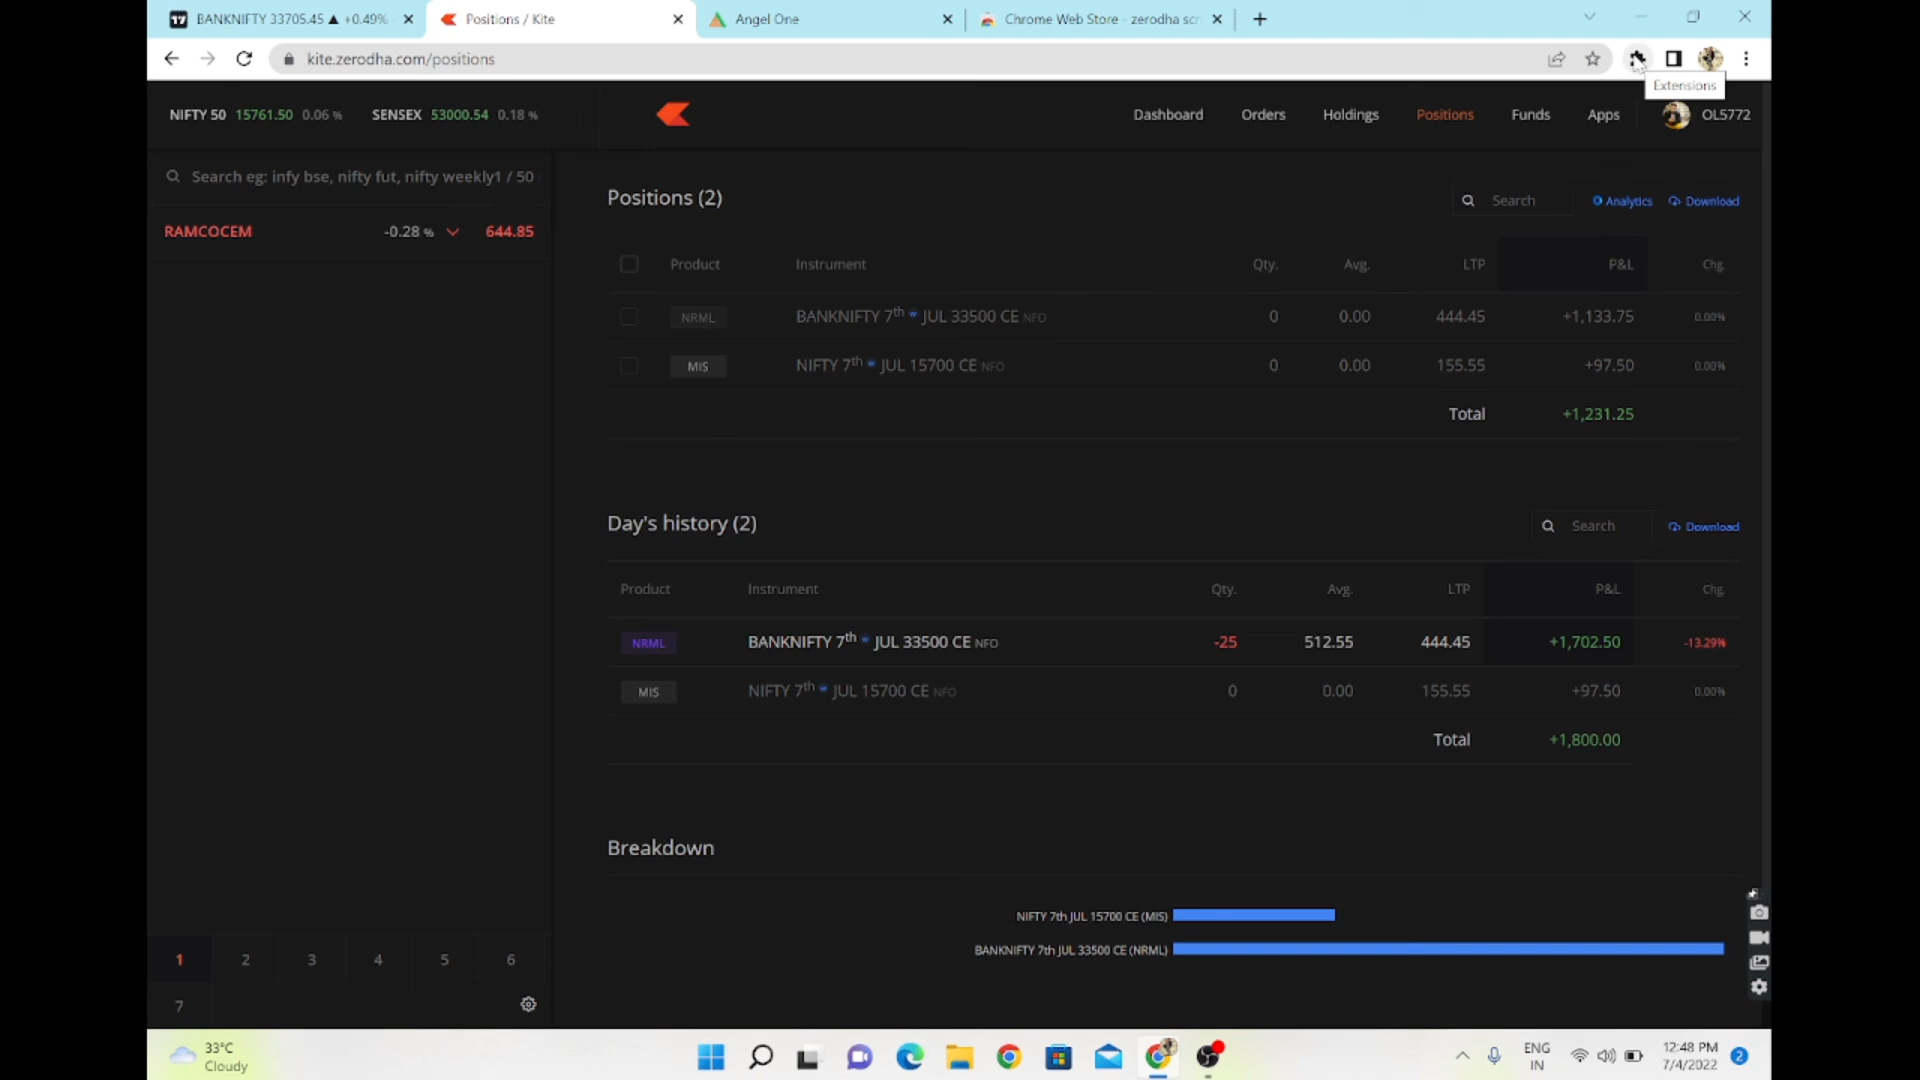 BANKNIFTY 33705.45 ▲ +0.49%
Positions / Kite
Angel One
Chrome Web Store - zerodha scr
kite.zerodha.com/positions
Extensions
NIFTY 50 15761.50 0.06 %
SENSEX 53000.54 0.18 %
Dashboard
Orders
Holdings
Positions
Funds
Apps
OL5772
Search eg: infy bse, nifty fut, nifty weekly
1 / 50
RAMCOCEM -0.28 % 644.85
Positions (2)
Search
Analytics
Download
Product Instrument Qty. Avg. LTP P&L Chg.
NRML BANKNIFTY 7th w JUL 33500 CE NFO 0 0.00 444.45 +1,133.75 0.00%
MIS NIFTY 7th w JUL 15700 CE NFO 0 0.00 155.55 +97.50 0.00%
Total +1,231.25
Day's history (2)
Search
Download
Product Instrument Qty. Avg. LTP P&L Chg.
NRML BANKNIFTY 7th w JUL 33500 CE NFO -25 512.55 444.45 +1,702.50 -13.29%
MIS NIFTY 7th w JUL 15700 CE NFO 0 0.00 155.55 +97.50 0.00%
Total +1,800.00
Breakdown
NIFTY 7th JUL 15700 CE (MIS)
BANKNIFTY 7th JUL 33500 CE (NRML)
1 2 3 4 5 6
7
33°C
Cloudy
ENG
IN
12:48 PM
7/4/2022
2